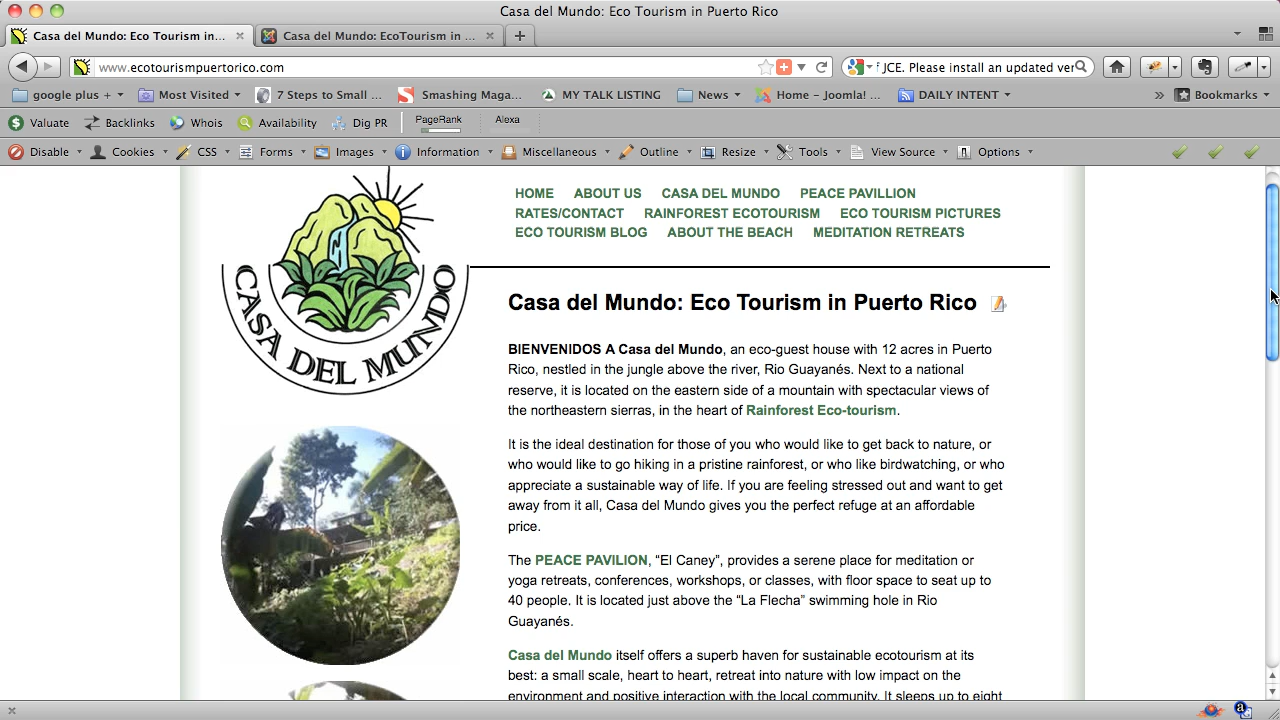 Casa del Mundo: Eco Tourism in Puerto Rico
Casa del Mundo: Eco Tourism in...
Casa del Mundo: EcoTourism in ...
www.ecotourismpuertorico.com
JCE. Please install an updated ver
google plus +
Most Visited
7 Steps to Small ...
Smashing Maga...
MY TALK LISTING
News
Home – Joomla! ...
DAILY INTENT
»
Bookmarks
Valuate
Backlinks
Whois
Availability
Dig PR
PageRank
Alexa
Disable
Cookies
CSS
Forms
Images
Information
Miscellaneous
Outline
Resize
Tools
View Source
Options
CASA DEL MUNDO
HOME ABOUT US CASA DEL MUNDO PEACE PAVILLION
RATES/CONTACT RAINFOREST ECOTOURISM ECO TOURISM PICTURES
ECO TOURISM BLOG ABOUT THE BEACH MEDITATION RETREATS
Casa del Mundo: Eco Tourism in Puerto Rico
BIENVENIDOS A Casa del Mundo, an eco-guest house with 12 acres in Puerto
Rico, nestled in the jungle above the river, Rio Guayanés. Next to a national
reserve, it is located on the eastern side of a mountain with spectacular views of
the northeastern sierras, in the heart of Rainforest Eco-tourism.
It is the ideal destination for those of you who would like to get back to nature, or
who would like to go hiking in a pristine rainforest, or who like birdwatching, or who
appreciate a sustainable way of life. If you are feeling stressed out and want to get
away from it all, Casa del Mundo gives you the perfect refuge at an affordable
price.
The PEACE PAVILION, “El Caney”, provides a serene place for meditation or
yoga retreats, conferences, workshops, or classes, with floor space to seat up to
40 people. It is located just above the “La Flecha” swimming hole in Rio
Guayanés.
Casa del Mundo itself offers a superb haven for sustainable ecotourism at its
best: a small scale, heart to heart, retreat into nature with low impact on the
environment and positive interaction with the local community. It sleeps up to eight